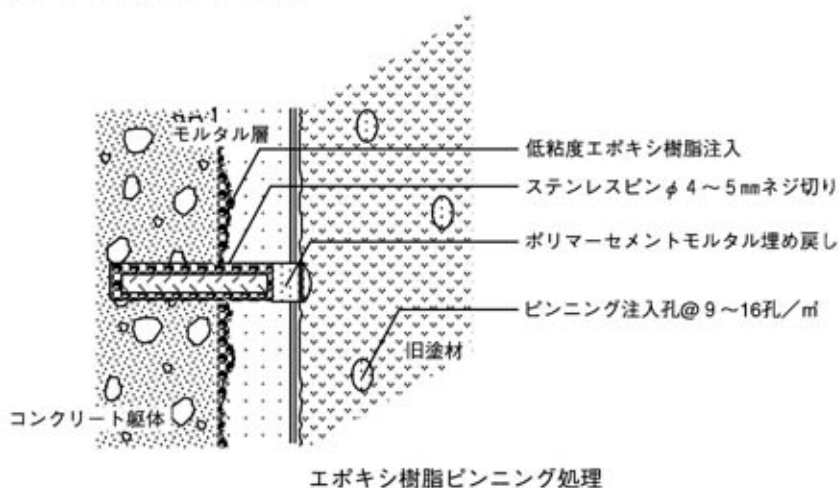 モルタル層
低粘度エポキシ樹脂注入
ステンレスピンφ4～5㎜ネジ切り
ポリマーセメントモルタル埋め戻し
ピンニング注入孔@9～16孔／㎡
旧塗材
コンクリート躯体
エポキシ樹脂ピンニング処理